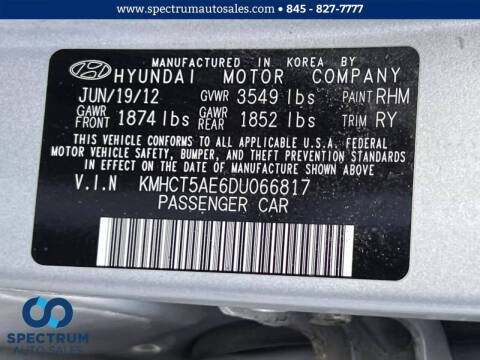 www.spectrumautosales.com • 845 - 827-7777
MANUFACTURED IN KOREA BY
HYUNDAI MOTOR COMPANY
JUN/19/12 GVWR 3549 lbs PAINT RHM
GAWR FRONT 1874 lbs GAWR REAR 1852 lbs TRIM RY
THIS VEHICLE CONFORMS TO ALL APPLICABLE U.S.A. FEDERAL
MOTOR VEHICLE SAFETY, BUMPER, AND THEFT PREVENTION STANDARDS
IN EFFECT ON THE DATE OF MANUFACTURE SHOWN ABOVE.
V.I.N KMHCT5AE6DU066817
PASSENGER CAR
SPECTRUM
AUTO SALES